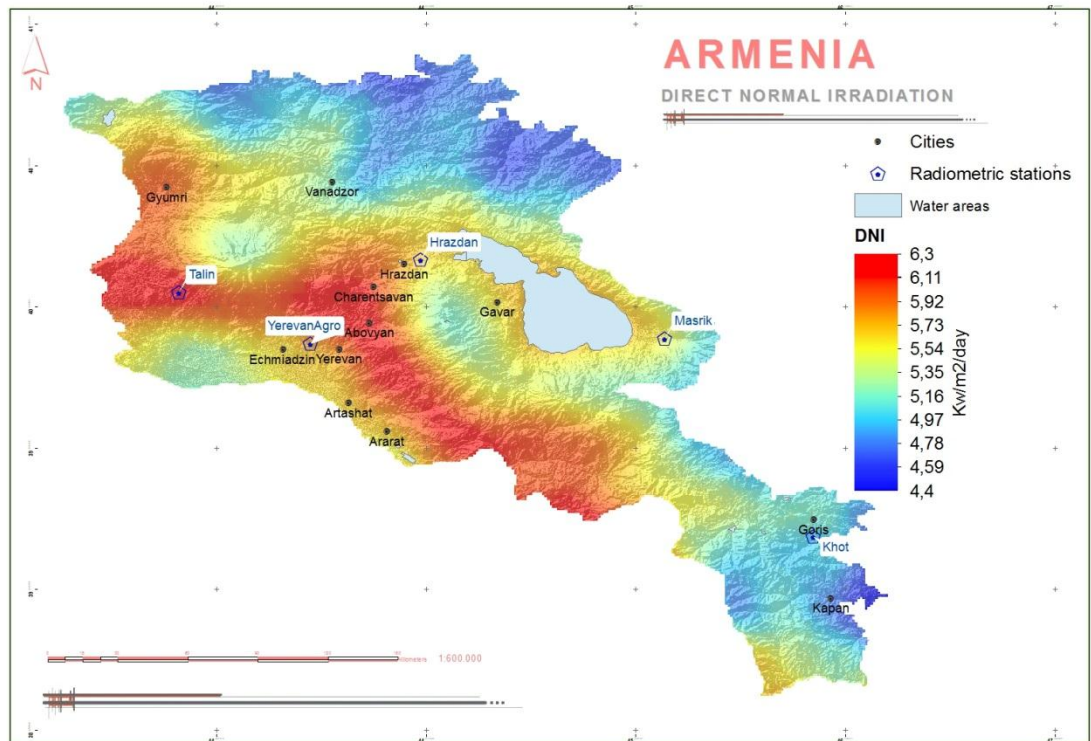 ARMENIA
DIRECT NORMAL IRRADIATION
Cities
Radiometric stations
Water areas
DNI
6,3
6,11
5,92
5,73
5,54
5,35
5,16
4,97
4,78
4,59
4,4
Kw/m2/day
N
Gyumri
Vanadzor
Hrazdan
Hrazdan
Talin
Charentsavan
Gavar
Abovyan
YerevanAgro
Masrik
Echmiadzin
Yerevan
Artashat
Ararat
Goris
Khot
Kapan
1:600.000